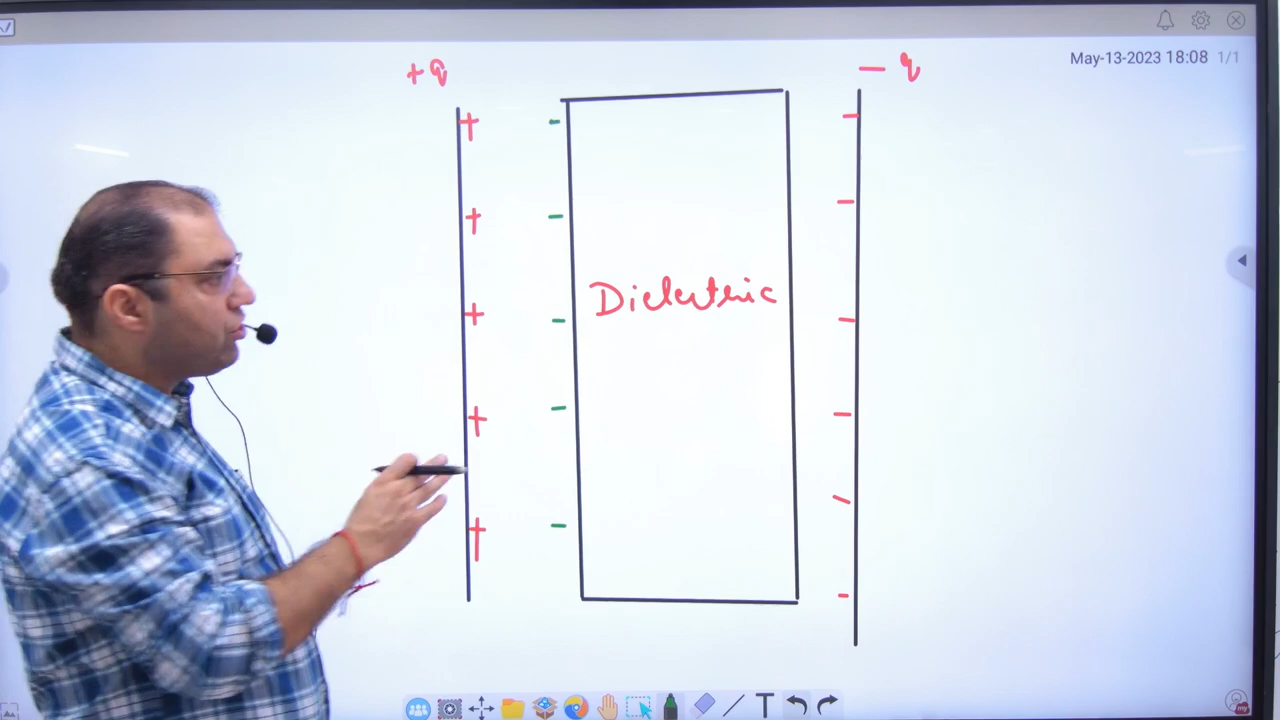 May-13-2023 18:08 1/1
+q
- q
+ - -
+ - -
Dielectric
+ - -
+ - -
-
+ -
-
T